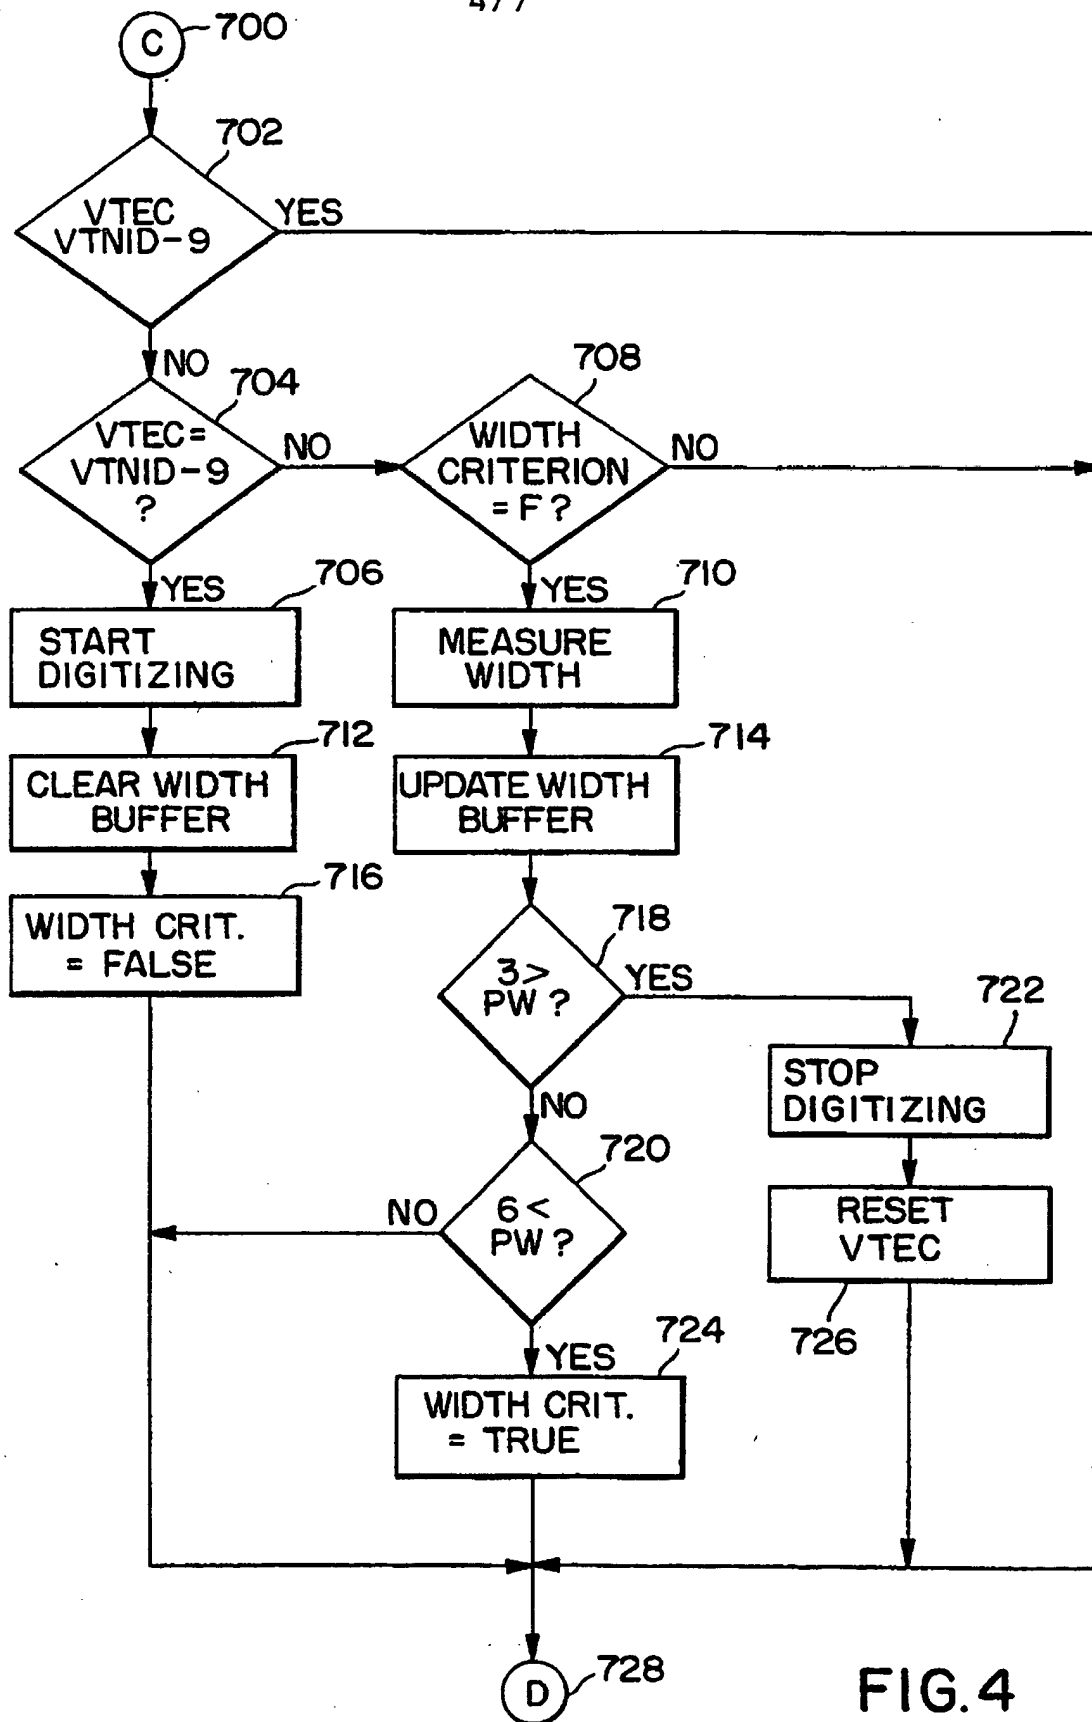 4/7
C
700
702
VTEC
VTNID-9
YES
NO
704
VTEC=
VTNID-9
?
NO
708
WIDTH
CRITERION
= F?
NO
YES
706
START
DIGITIZING
YES
710
MEASURE
WIDTH
712
CLEAR WIDTH
BUFFER
714
UPDATE WIDTH
BUFFER
716
WIDTH CRIT.
= FALSE
718
3>
PW?
YES
722
STOP
DIGITIZING
NO
720
6<
PW?
NO
RESET
VTEC
726
YES
724
WIDTH CRIT.
= TRUE
D
728
FIG. 4